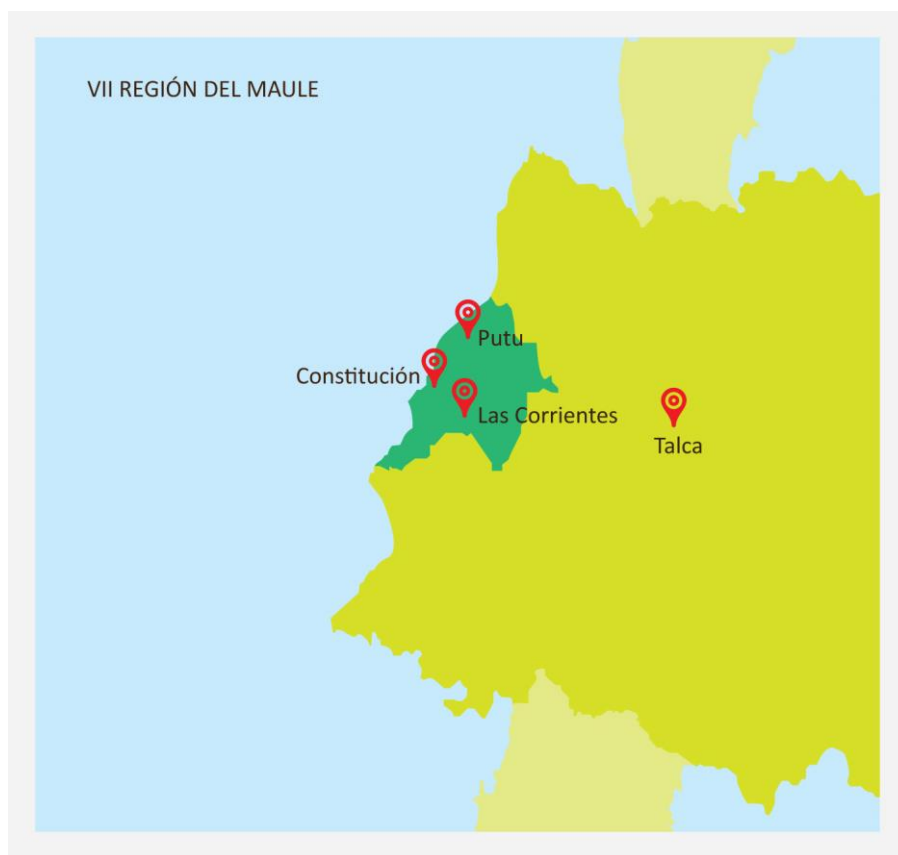 VII REGIÓN DEL MAULE
Putu
Constitución
Las Corrientes
Talca